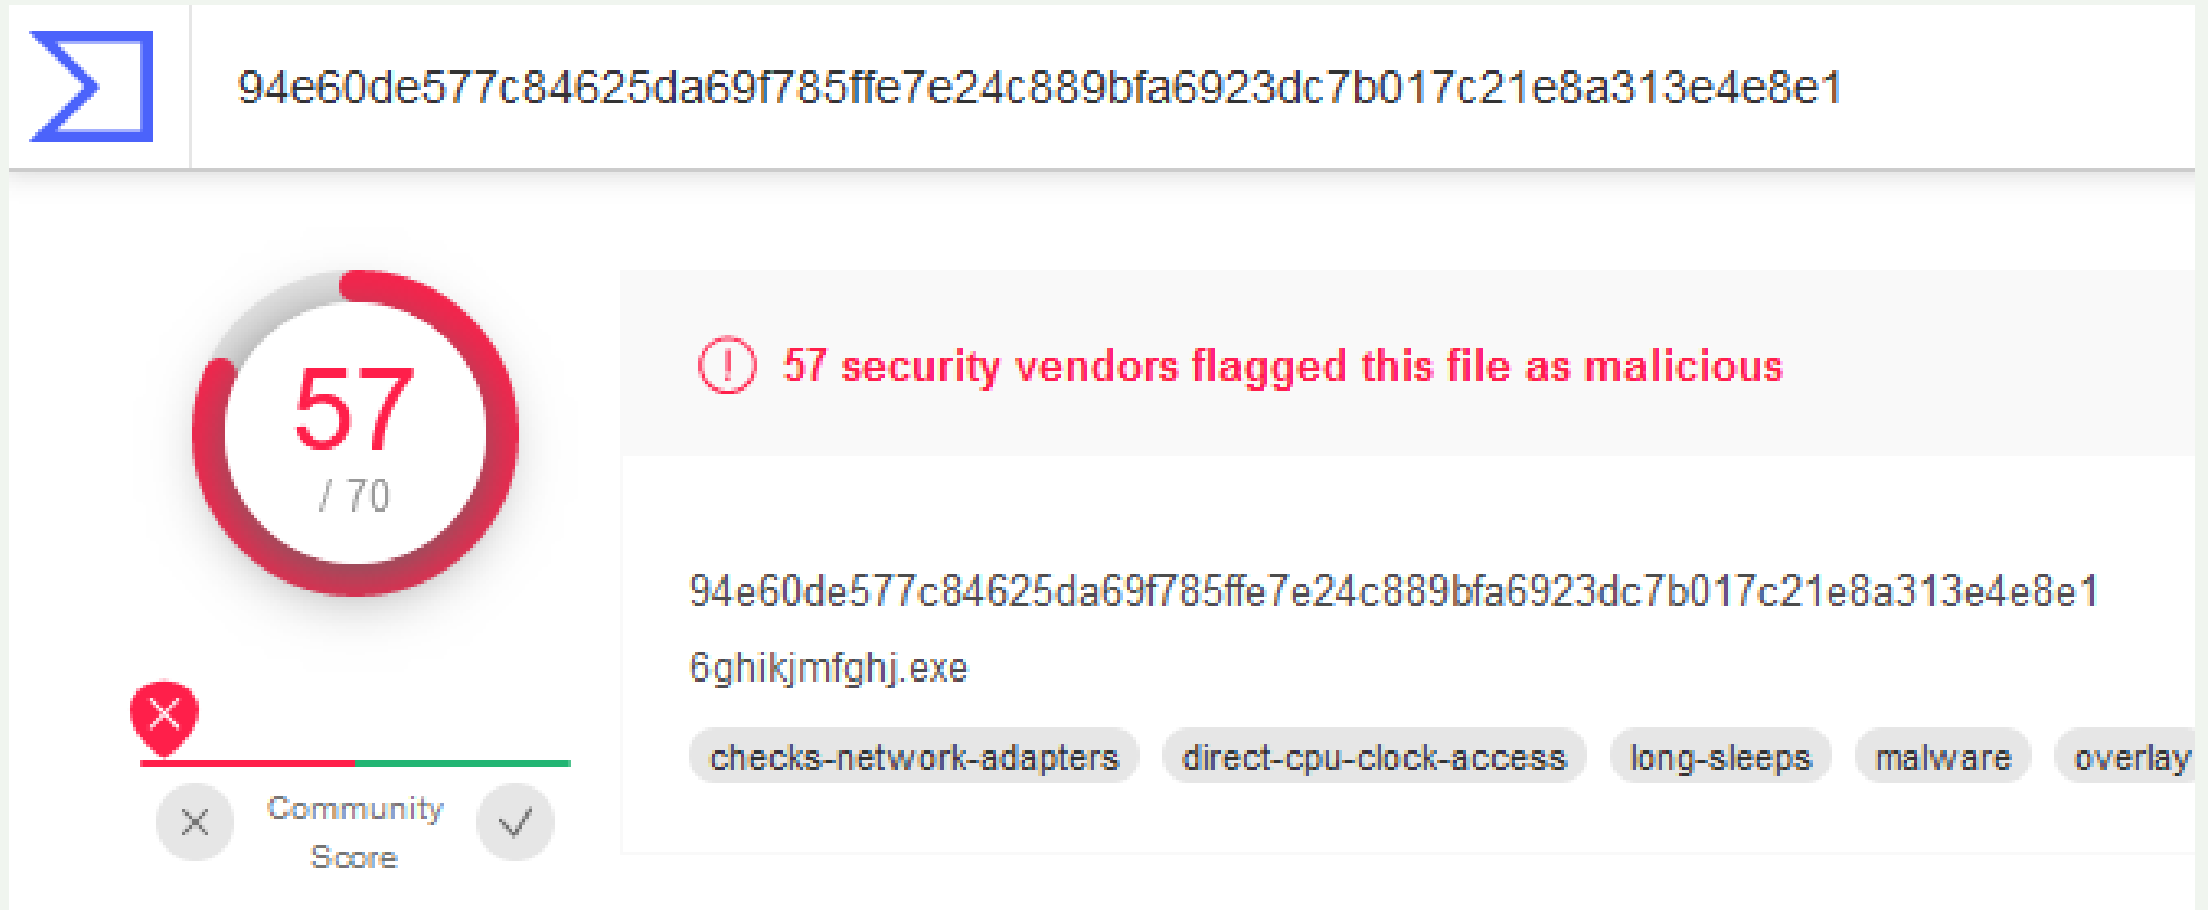 94e60de577c84625da69f785ffe7e24c889bfa6923dc7b017c21e8a313e4e8e1
57
/ 70
57 security vendors flagged this file as malicious
94e60de577c84625da69f785ffe7e24c889bfa6923dc7b017c21e8a313e4e8e1
6ghikjmfghj.exe
checks-network-adapters direct-cpu-clock-access long-sleeps malware overlay
Community
Score